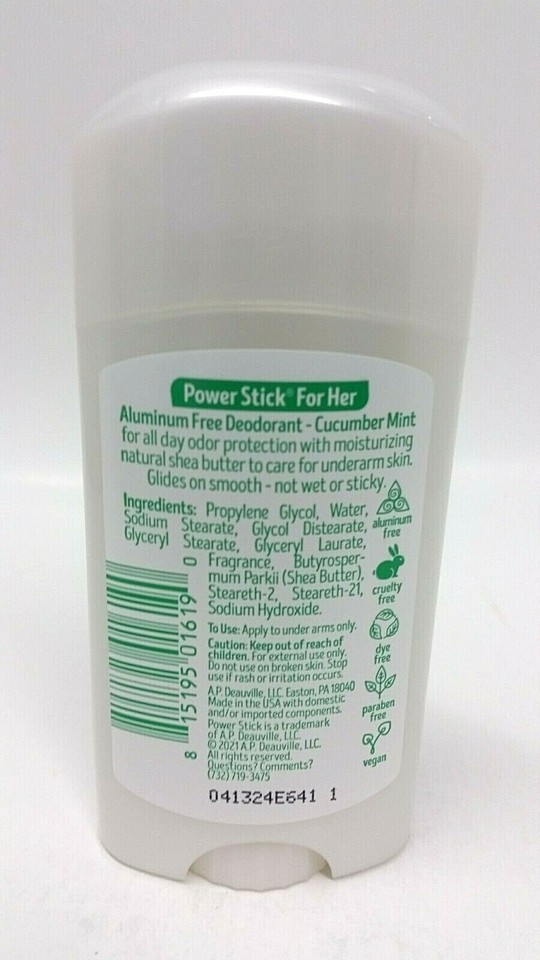 Power Stick® For Her
Aluminum Free Deodorant - Cucumber Mint
for all day odor protection with moisturizing
natural shea butter to care for underarm skin.
Glides on smooth - not wet or sticky.
Ingredients: Propylene Glycol, Water,
Sodium Stearate, Glycol Distearate,
Glyceryl Stearate, Glyceryl Laurate,
Fragrance, Butyrosper-
mum Parkii (Shea Butter),
Steareth-2, Steareth-21,
Sodium Hydroxide.
To Use: Apply to under arms only.
Caution: Keep out of reach of
children. For external use only.
Do not use on broken skin. Stop
use if rash or irritation occurs.
A.P. Deauville, LLC. Easton, PA 18040
Made in the USA with domestic
and/or imported components.
Power Stick is a trademark
of A.P. Deauville, LLC.
© 2021 A.P. Deauville, LLC.
All rights reserved.
Questions? Comments?
(732) 719-3475
aluminum
free
cruelty
free
dye
free
paraben
free
vegan
8 15195 01619 0
041324E641 1